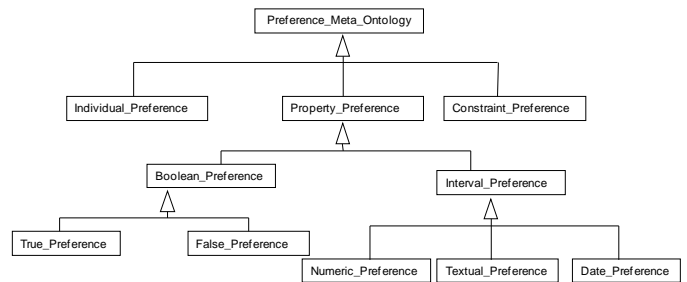 Preference_Meta_Ontology
Individual_Preference
Property_Preference
Constraint_Preference
Boolean_Preference
Interval_Preference
True_Preference
False_Preference
Numeric_Preference
Textual_Preference
Date_Preference